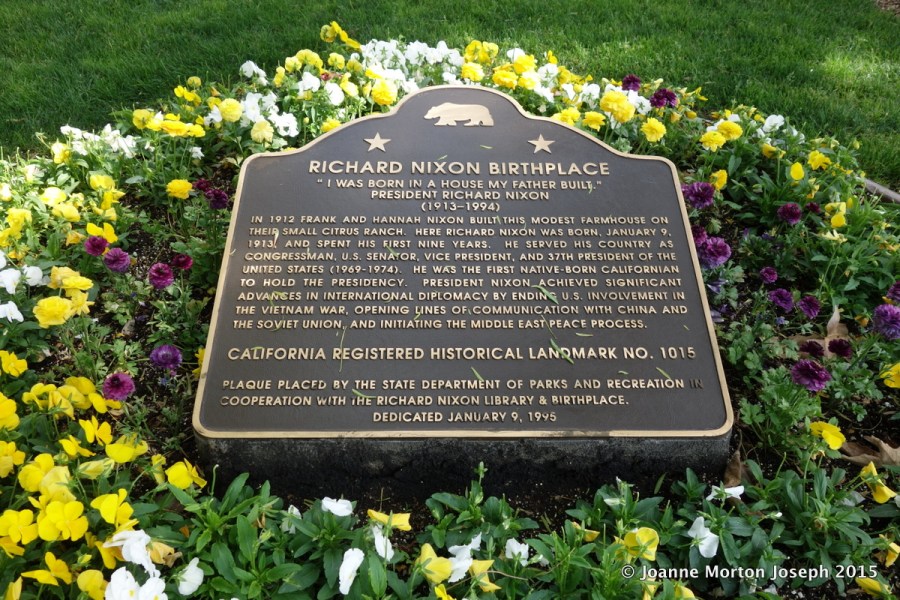 RICHARD NIXON BIRTHPLACE
"I WAS BORN IN A HOUSE MY FATHER BUILT."
PRESIDENT RICHARD NIXON
(1913–1994)
IN 1912 FRANK AND HANNAH NIXON BUILT THIS MODEST FARMHOUSE ON
THEIR SMALL CITRUS RANCH. HERE RICHARD NIXON WAS BORN, JANUARY 9,
1913, AND SPENT HIS FIRST NINE YEARS. HE SERVED HIS COUNTRY AS
CONGRESSMAN, U.S. SENATOR, VICE PRESIDENT, AND 37TH PRESIDENT OF THE
UNITED STATES (1969–1974). HE WAS THE FIRST NATIVE-BORN CALIFORNIAN
TO HOLD THE PRESIDENCY. PRESIDENT NIXON ACHIEVED SIGNIFICANT
ADVANCES IN INTERNATIONAL DIPLOMACY BY ENDING U.S. INVOLVEMENT IN
THE VIETNAM WAR, OPENING LINES OF COMMUNICATION WITH CHINA AND
THE SOVIET UNION, AND INITIATING THE MIDDLE EAST PEACE PROCESS.
CALIFORNIA REGISTERED HISTORICAL LANDMARK NO. 1015
PLAQUE PLACED BY THE STATE DEPARTMENT OF PARKS AND RECREATION IN
COOPERATION WITH THE RICHARD NIXON LIBRARY & BIRTHPLACE.
DEDICATED JANUARY 9, 1995
© Joanne Morton Joseph 2015